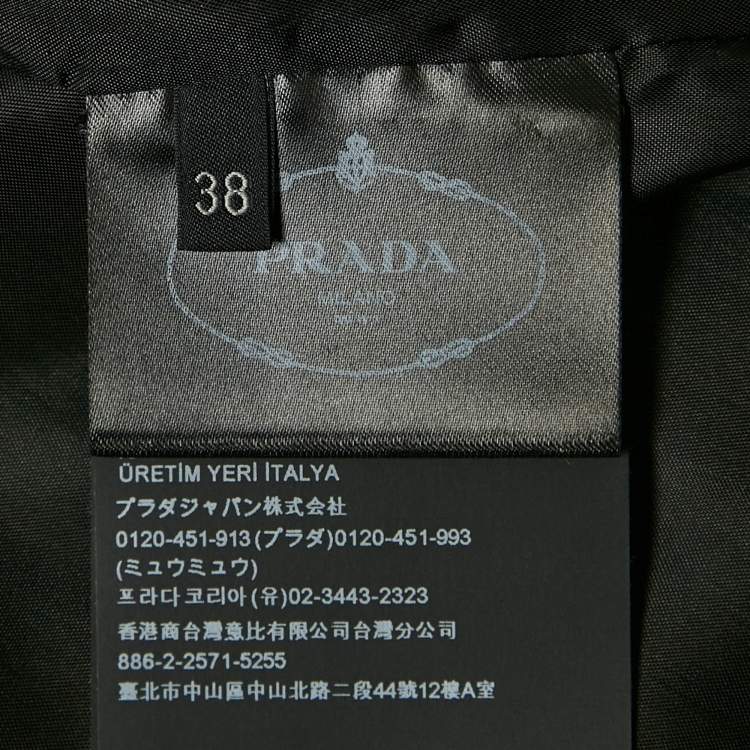 38
PRADA
MILANO
ÜRETİM YERİ İTALYA
プラダジャパン株式会社
0120-451-913 (プラダ)0120-451-993
(ミュウミュウ)
프라다코리아(유)02-3443-2323
香港商台灣意比有限公司台灣分公司
886-2-2571-5255
臺北市中山區中山北路二段44號12樓A室